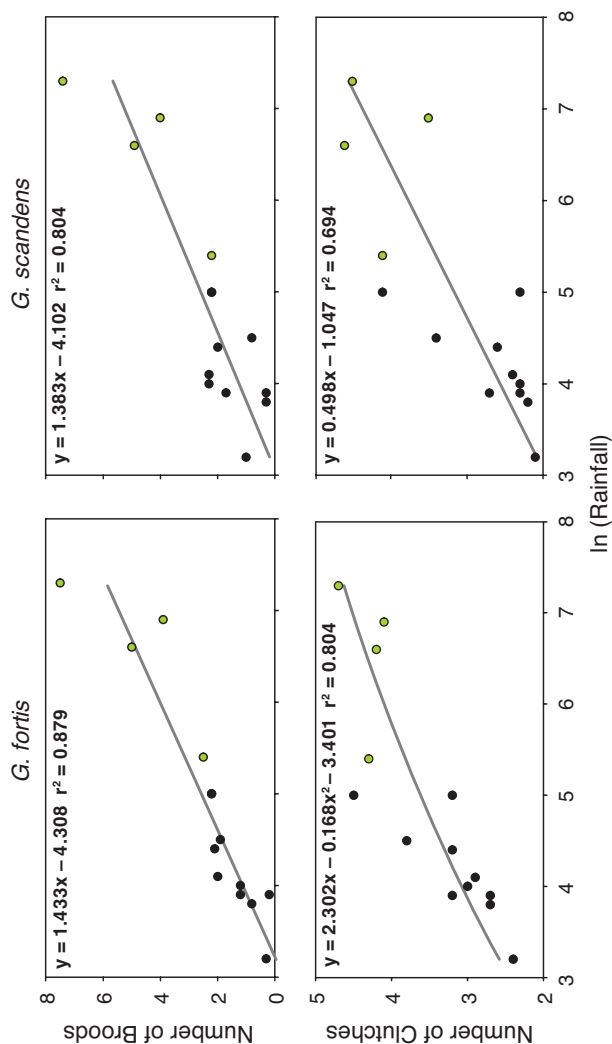 G. fortis
G. scandens
y = 1.433x – 4.308 r² = 0.879
y = 1.383x – 4.102 r² = 0.804
8
6
4
2
0
Number of Broods
y = 2.302x – 0.168x² – 3.401 r² = 0.804
y = 0.498x – 1.047 r² = 0.694
5
4
3
2
Number of Clutches
3 4 5 6 7 8
3 4 5 6 7 8
ln (Rainfall)